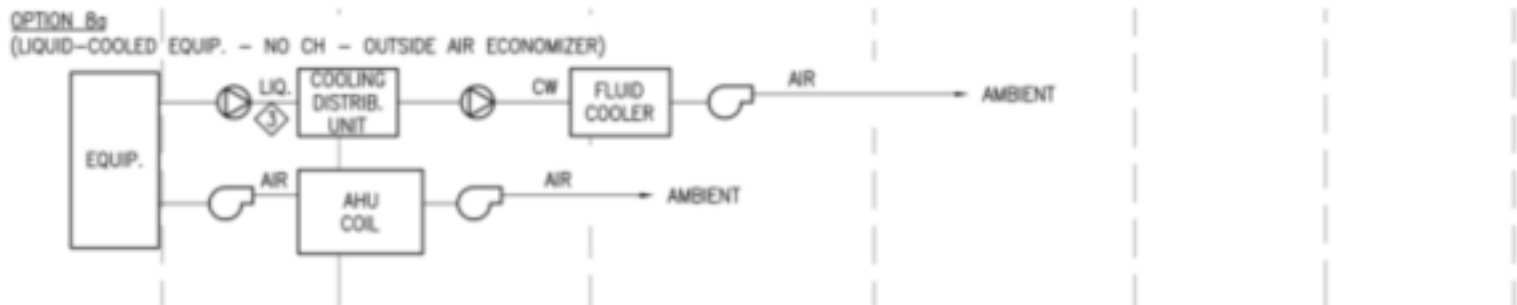 OPTION 8a
(LIQUID-COOLED EQUIP. - NO CH - OUTSIDE AIR ECONOMIZER)
EQUIP.
LIQ.
3
COOLING
DISTRIB.
UNIT
CW
FLUID
COOLER
AIR
AMBIENT
AIR
AHU
COIL
AIR
AMBIENT